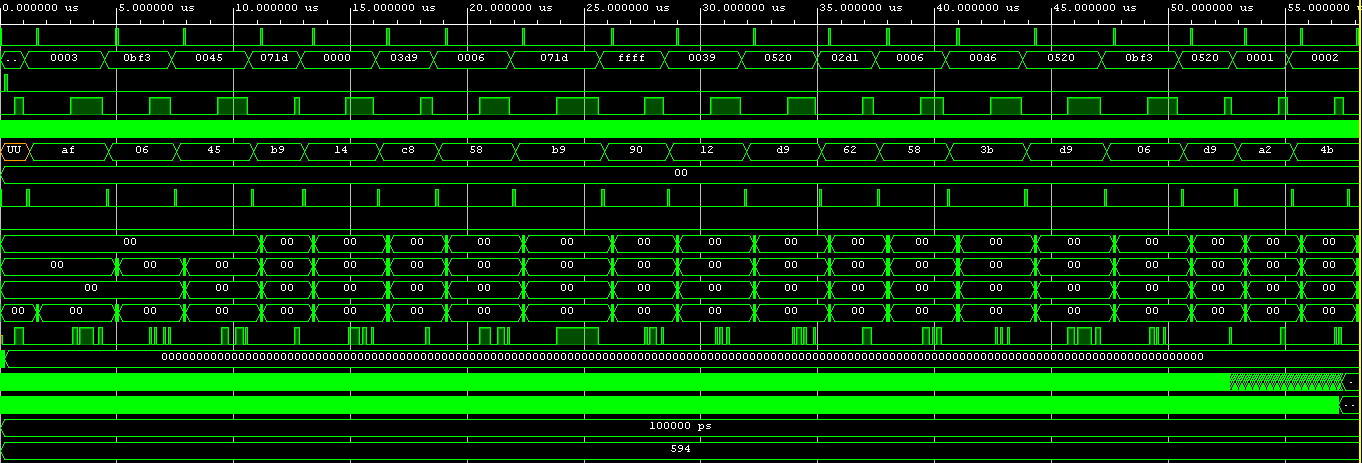 0.000000 us 5.000000 us 10.000000 us 15.000000 us 20.000000 us 25.000000 us 30.000000 us 35.000000 us 40.000000 us 45.000000 us 50.000000 us 55.000000 us
.. 0003 0bf3 0045 071d 0000 03d9 0006 071d ffff 0039 0520 02d1 0006 00d6 0520 0bf3 0520 0001 0002
UU af 06 45 b9 14 c8 58 b9 90 12 d9 62 58 3b d9 06 d9 a2 4b
00
00 00 00 00 00 00 00 00 00 00 00 00 00 00 00 00 00
00 00 00 00 00 00 00 00 00 00 00 00 00 00 00 00 00 00 00
00 00 00 00 00 00 00 00 00 00 00 00 00 00 00 00 00 00
00 00 00 00 00 00 00 00 00 00 00 00 00 00 00 00 00 00 00 00
.
..
100000 ps
594